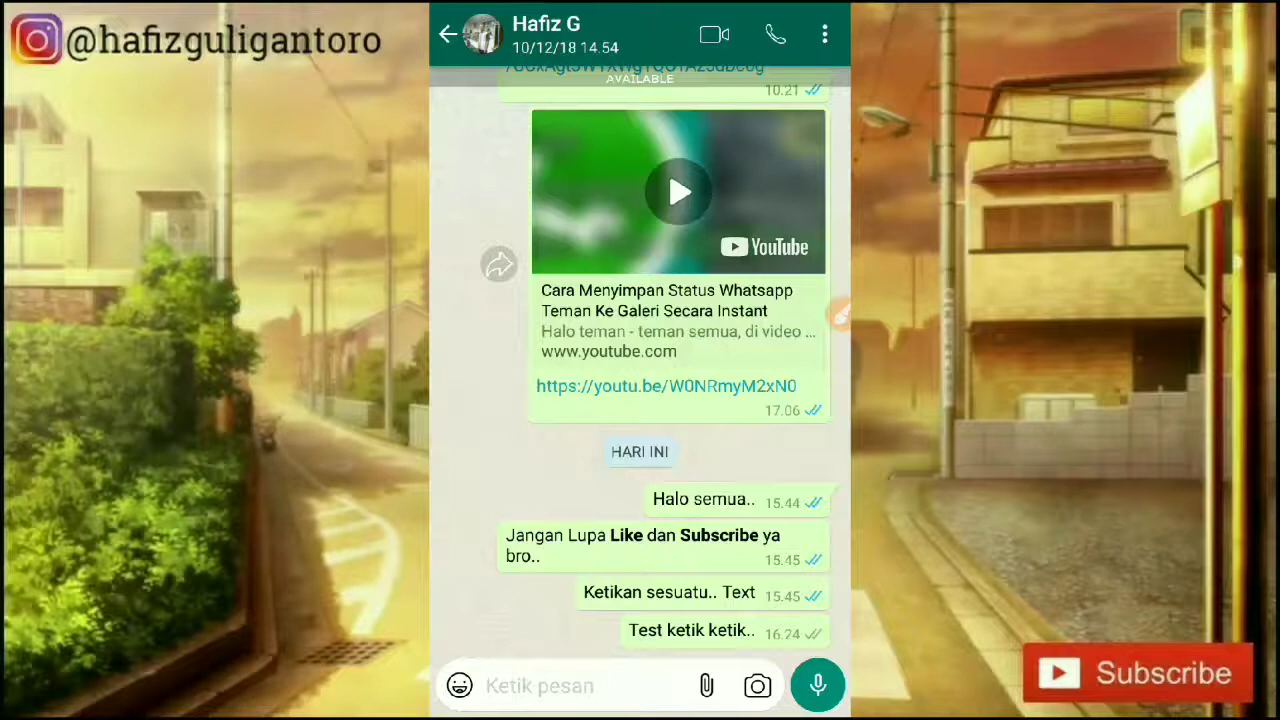 @hafizguligantoro
Hafiz G
10/12/18 14.54
AVAILABLE
10.21
YouTube
Cara Menyimpan Status Whatsapp
Teman Ke Galeri Secara Instant
Halo teman - teman semua, di video ...
www.youtube.com
https://youtu.be/W0NRmyM2xN0
17.06
HARI INI
Halo semua.. 15.44
Jangan Lupa Like dan Subscribe ya
bro.. 15.45
Ketikan sesuatu.. Text 15.45
Test ketik ketik.. 16.24
Ketik pesan
Subscribe